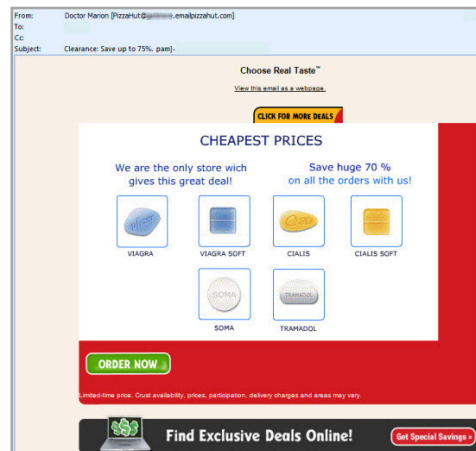 From: Doctor Marion [PizzaHut@ .emailpizzahut.com]
To:
Cc:
Subject: Clearance: Save up to 75%. pam]-
Choose Real Taste™
View this email as a webpage.
CLICK FOR MORE DEALS
CHEAPEST PRICES
We are the only store wich
gives this great deal!
Save huge 70 %
on all the orders with us!
Pfizer
C 20
VIAGRA
VIAGRA SOFT
CIALIS
CIALIS SOFT
SOMA
TRAMADOL
SOMA
TRAMADOL
ORDER NOW
Limited-time price. Crust availability, prices, participation, delivery charges and areas may vary.
$$$
Find Exclusive Deals Online!
Get Special Savings »